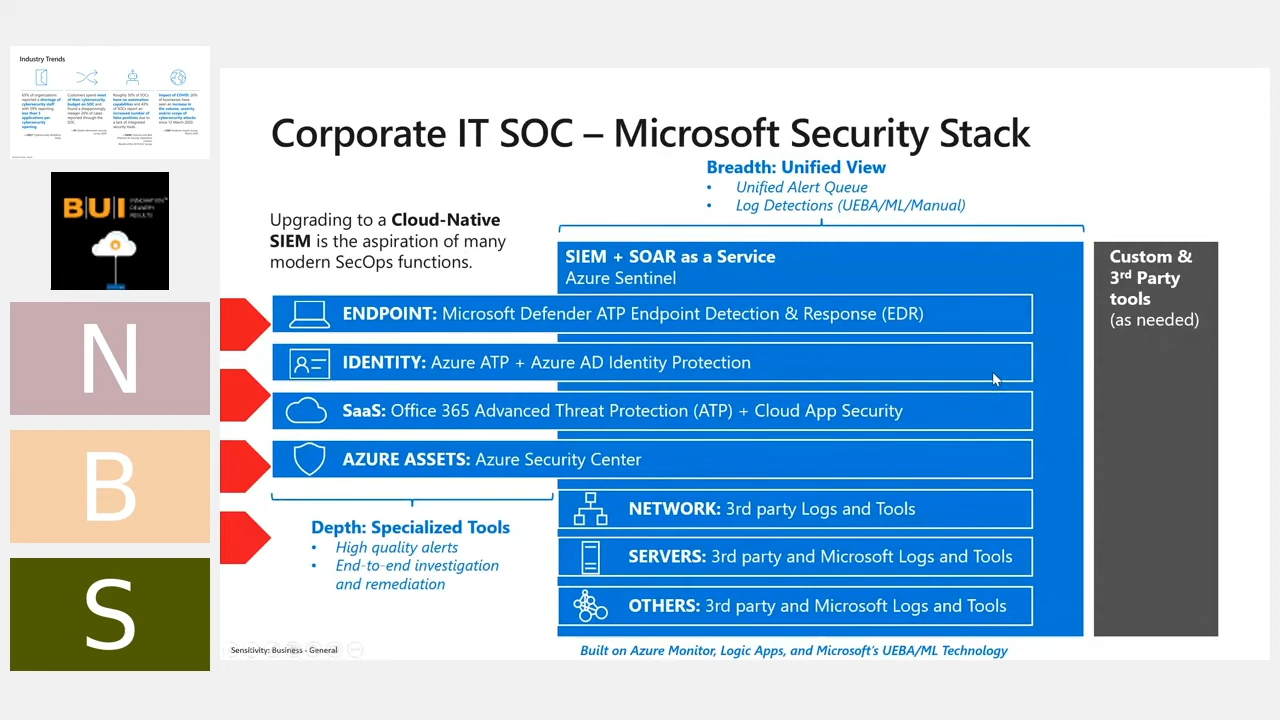 Industry Trends
BUI
INNOVATION
DELIVERY
RESULTS
N
B
S
Corporate IT SOC – Microsoft Security Stack
Breadth: Unified View
• Unified Alert Queue
• Log Detections (UEBA/ML/Manual)
Upgrading to a Cloud-Native
SIEM is the aspiration of many
modern SecOps functions.
SIEM + SOAR as a Service
Azure Sentinel
Custom &
3rd Party
tools
(as needed)
ENDPOINT: Microsoft Defender ATP Endpoint Detection & Response (EDR)
IDENTITY: Azure ATP + Azure AD Identity Protection
SaaS: Office 365 Advanced Threat Protection (ATP) + Cloud App Security
AZURE ASSETS: Azure Security Center
NETWORK: 3rd party Logs and Tools
SERVERS: 3rd party and Microsoft Logs and Tools
OTHERS: 3rd party and Microsoft Logs and Tools
Depth: Specialized Tools
• High quality alerts
• End-to-end investigation
and remediation
Sensitivity: Business - General
Built on Azure Monitor, Logic Apps, and Microsoft's UEBA/ML Technology